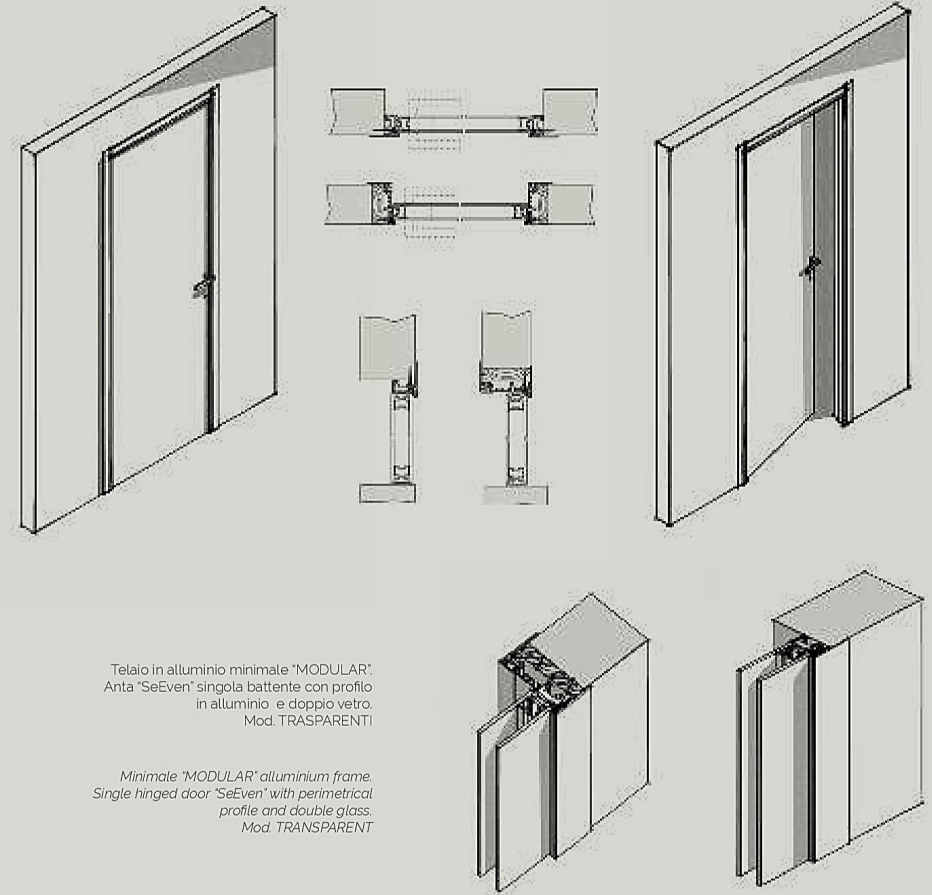 Telaio in alluminio minimale "MODULAR".
Anta "SeEven" singola battente con profilo
in alluminio e doppio vetro.
Mod. TRASPARENTI
Minimale "MODULAR" alluminium frame.
Single hinged door "SeEven" with perimetrical
profile and double glass.
Mod. TRANSPARENT